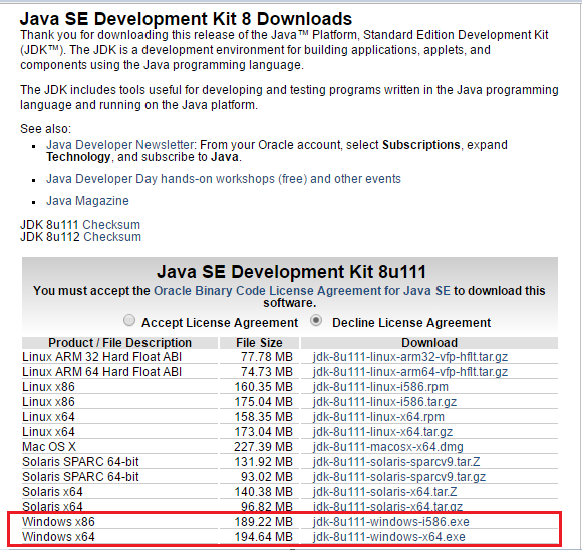 Java SE Development Kit 8 Downloads
Thank you for downloading this release of the Java™ Platform, Standard Edition Development Kit
(JDK™). The JDK is a development environment for building applications, applets, and
components using the Java programming language.
The JDK includes tools useful for developing and testing programs written in the Java programming
language and running on the Java platform.
See also:
Java Developer Newsletter: From your Oracle account, select Subscriptions, expand
Technology, and subscribe to Java.
Java Developer Day hands-on workshops (free) and other events
Java Magazine
JDK 8u111 Checksum
JDK 8u112 Checksum
Java SE Development Kit 8u111
You must accept the Oracle Binary Code License Agreement for Java SE to download this
software.
Accept License Agreement Decline License Agreement
Product / File Description File Size Download
Linux ARM 32 Hard Float ABI 77.78 MB jdk-8u111-linux-arm32-vfp-hflt.tar.gz
Linux ARM 64 Hard Float ABI 74.73 MB jdk-8u111-linux-arm64-vfp-hflt.tar.gz
Linux x86 160.35 MB jdk-8u111-linux-i586.rpm
Linux x86 175.04 MB jdk-8u111-linux-i586.tar.gz
Linux x64 158.35 MB jdk-8u111-linux-x64.rpm
Linux x64 173.04 MB jdk-8u111-linux-x64.tar.gz
Mac OS X 227.39 MB jdk-8u111-macosx-x64.dmg
Solaris SPARC 64-bit 131.92 MB jdk-8u111-solaris-sparcv9.tar.Z
Solaris SPARC 64-bit 93.02 MB jdk-8u111-solaris-sparcv9.tar.gz
Solaris x64 140.38 MB jdk-8u111-solaris-x64.tar.Z
Solaris x64 96.82 MB jdk-8u111-solaris-x64.tar.gz
Windows x86 189.22 MB jdk-8u111-windows-i586.exe
Windows x64 194.64 MB jdk-8u111-windows-x64.exe